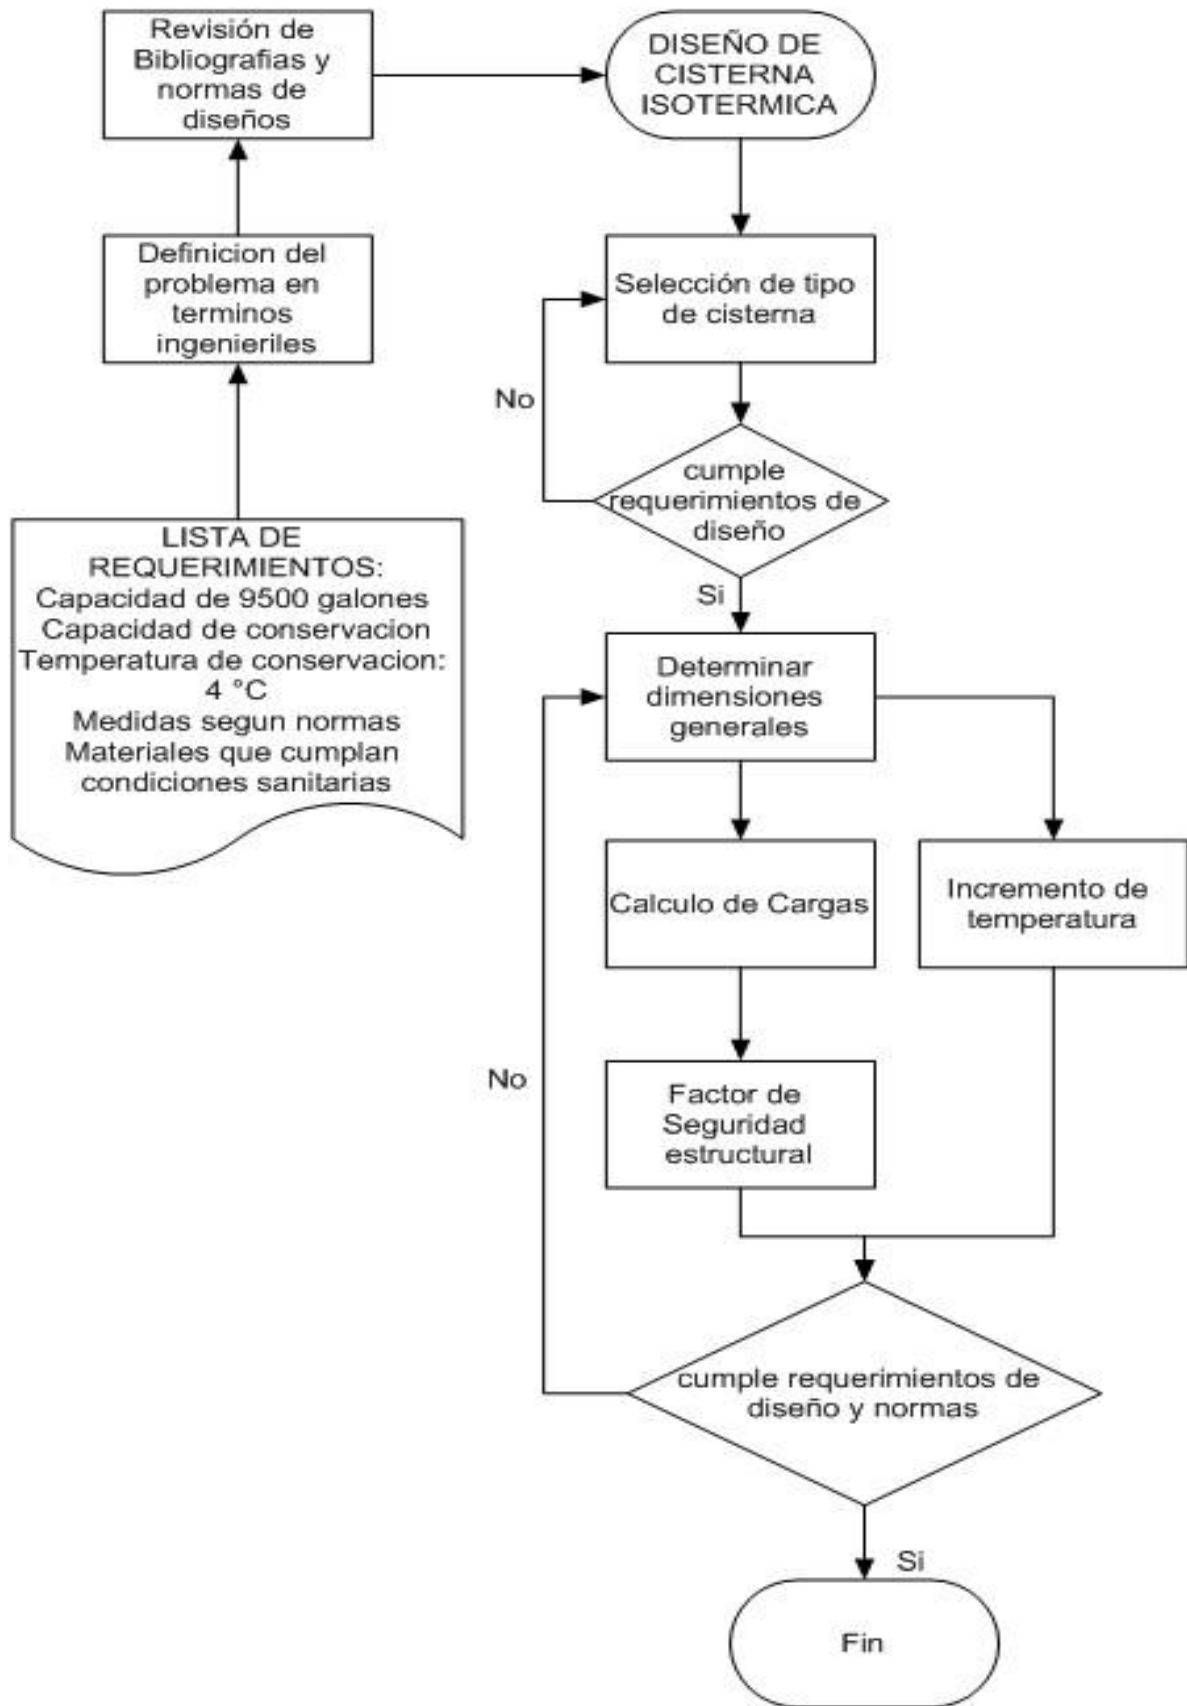 Revisión de
Bibliografias y
normas de
diseños
DISEÑO DE
CISTERNA
ISOTERMICA
Definicion del
problema en
terminos
ingenieriles
Selección de tipo
de cisterna
No
cumple
requerimientos de
diseño
Si
LISTA DE
REQUERIMIENTOS:
Capacidad de 9500 galones
Capacidad de conservacion
Temperatura de conservacion:
4 °C
Medidas segun normas
Materiales que cumplan
condiciones sanitarias
Determinar
dimensiones
generales
Calculo de Cargas
Incremento de
temperatura
No
Factor de
Seguridad
estructural
cumple requerimientos de
diseño y normas
Si
Fin